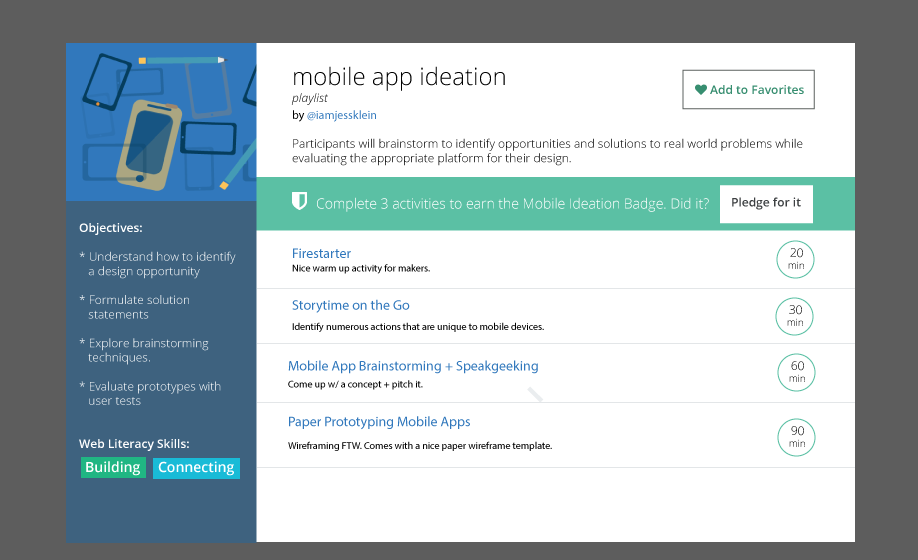 mobile app ideation
playlist
by @iamjessklein
Add to Favorites
Participants will brainstorm to identify opportunities and solutions to real world problems while
evaluating the appropriate platform for their design.
Complete 3 activities to earn the Mobile Ideation Badge. Did it?
Pledge for it
Objectives:
* Understand how to identify
a design opportunity
* Formulate solution
statements
* Explore brainstorming
techniques.
* Evaluate prototypes with
user tests
Web Literacy Skills:
Building Connecting
Firestarter
Nice warm up activity for makers.
20
min
Storytime on the Go
Identify numerous actions that are unique to mobile devices.
30
min
Mobile App Brainstorming + Speakgeeking
Come up w/ a concept + pitch it.
60
min
Paper Prototyping Mobile Apps
Wireframing FTW. Comes with a nice paper wireframe template.
90
min